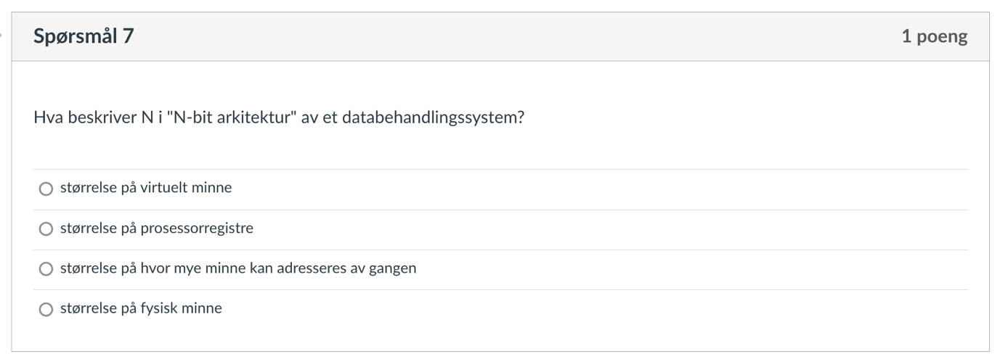 Spørsmål 7
1 poeng
Hva beskriver N i "N-bit arkitektur" av et databehandlingssystem?
størrelse på virtuelt minne
størrelse på prosessorregistre
størrelse på hvor mye minne kan adresseres av gangen
størrelse på fysisk minne